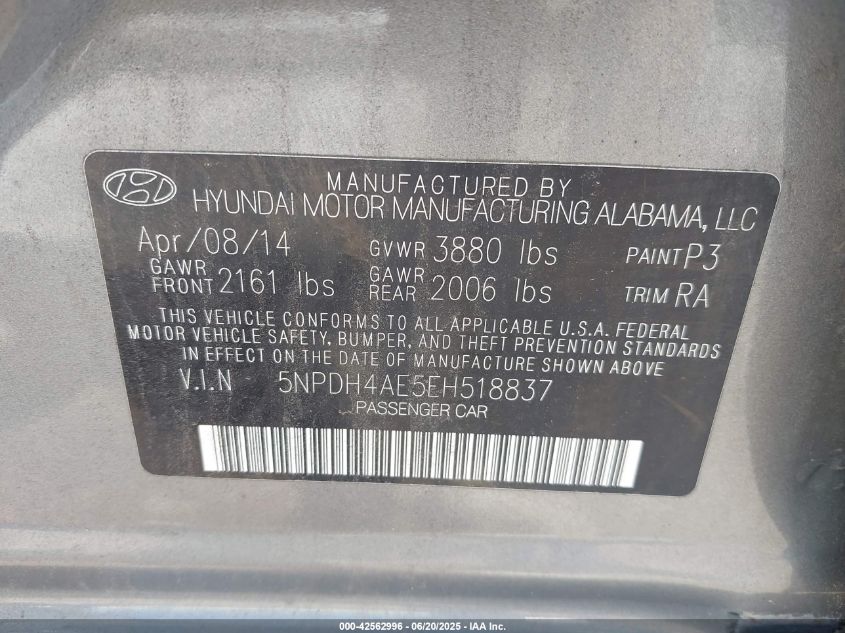 MANUFACTURED BY
HYUNDAI MOTOR MANUFACTURING ALABAMA, LLC
Apr/08/14 GVWR 3880 lbs PAINT P3
GAWR FRONT 2161 lbs GAWR REAR 2006 lbs TRIM RA
THIS VEHICLE CONFORMS TO ALL APPLICABLE U.S.A. FEDERAL
MOTOR VEHICLE SAFETY, BUMPER, AND THEFT PREVENTION STANDARDS
IN EFFECT ON THE DATE OF MANUFACTURE SHOWN ABOVE
V.I.N 5NPDH4AE5EH518837
PASSENGER CAR
000-42562996 - 06/20/2025 - IAA Inc.